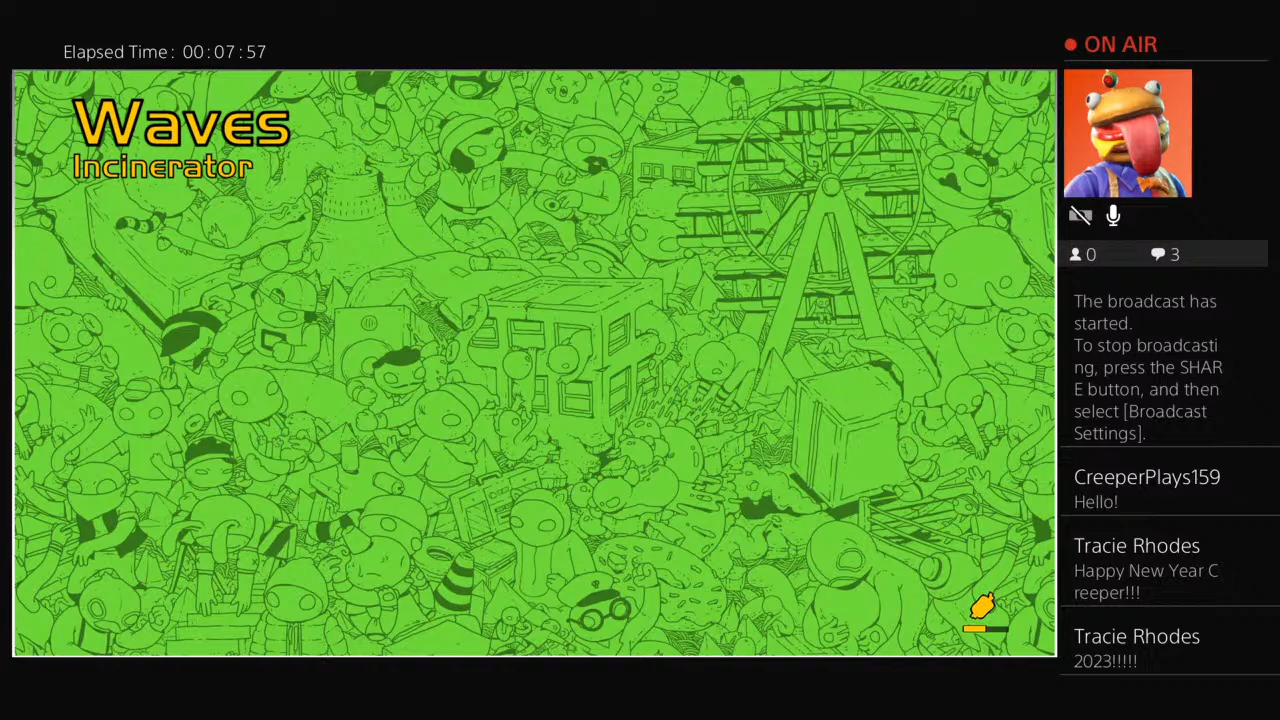 Elapsed Time: 00:07:57
Waves
Incinerator
ON AIR
0
3
The broadcast has
started.
To stop broadcasti
ng, press the SHAR
E button, and then
select [Broadcast
Settings].
CreeperPlays159
Hello!
Tracie Rhodes
Happy New Year C
reeper!!!
Tracie Rhodes
2023!!!!!